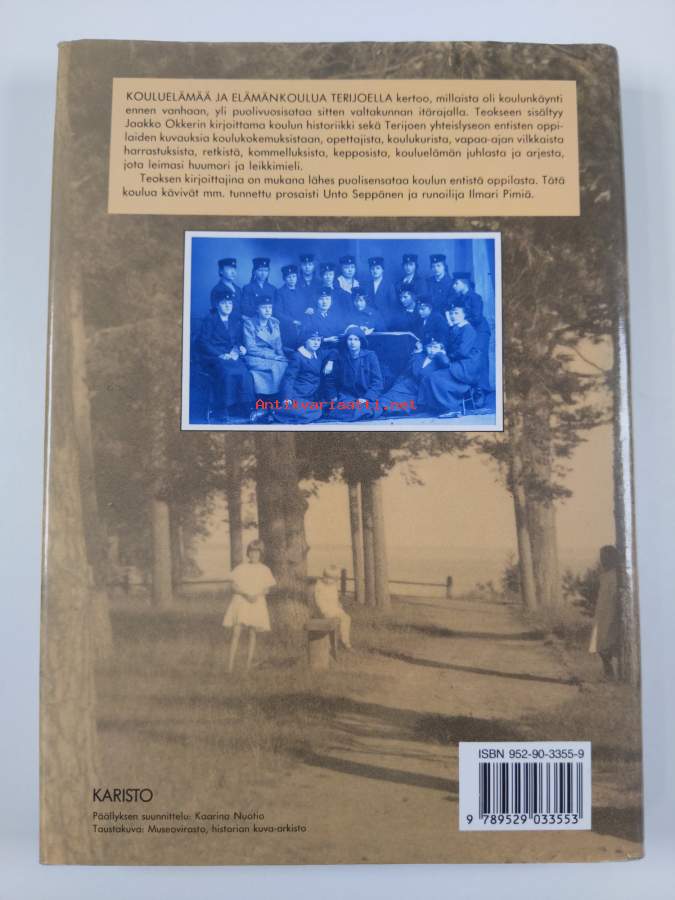 KOULUELÄMÄÄ JA ELÄMÄNKOULUA TERIJOELLA kertoo, millaista oli koulunkäynti
ennen vanhaan, yli puolivuosisataa sitten valtakunnan itärajalla. Teokseen sisältyy
Jaakko Okkerin kirjoittama koulun historiikki sekä Terijoen yhteislyseon entisten oppi-
laiden kuvauksia koulukokemuksistaan, opettajista, koulukurista, vapaa-ajan vilkkaista
harrastuksista, retkistä, kommelluksista, kepposista, kouluelämän juhlasta ja arjesta,
jota leimasi huumori ja leikkimieli.
Teoksen kirjoittajina on mukana lähes puolisensataa koulun entistä oppilasta. Tätä
koulua kävivät mm. tunnettu prosaisti Unto Seppänen ja runoilija Ilmari Pimiä.
Antikvariaatti.net
ISBN 952-90-3355-9
9 789529 033553
KARISTO
Päällyksen suunnittelu: Kaarina Nuotio
Taustakuva: Museovirasto, historian kuva-arkisto